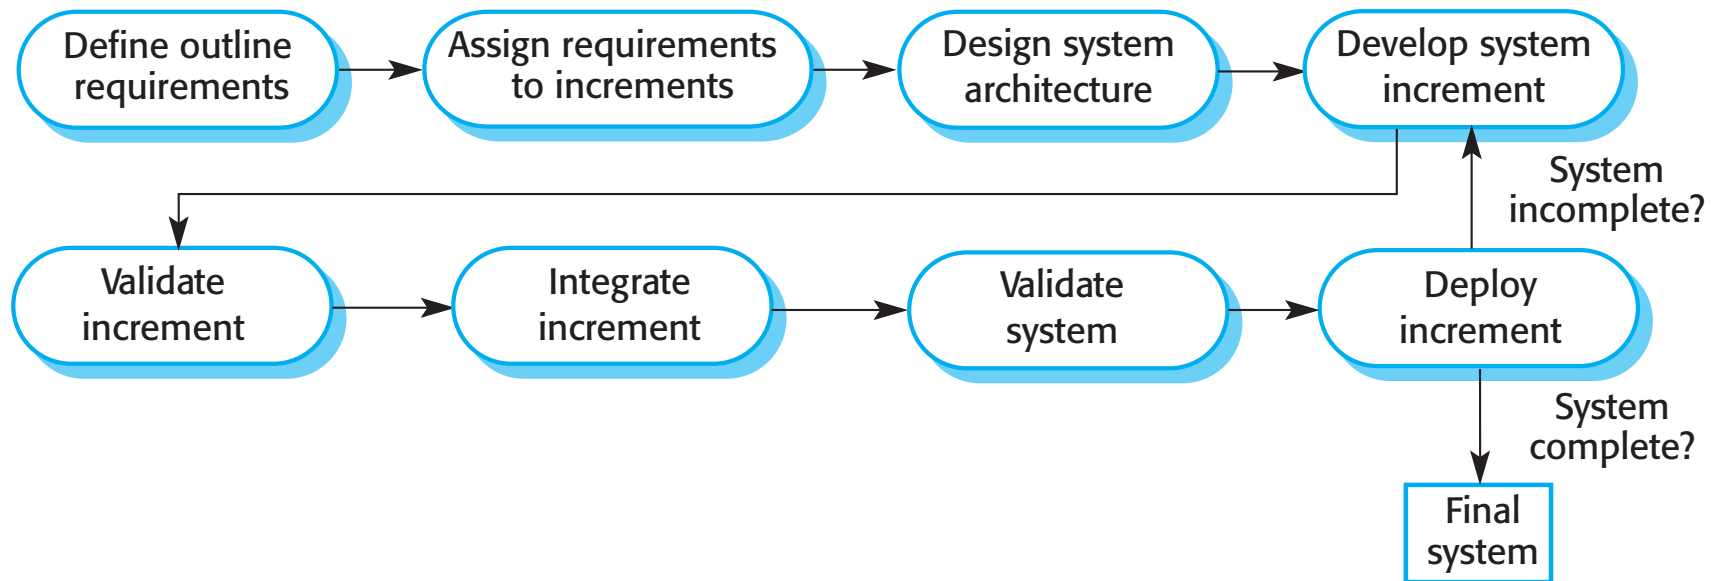 Define outline
requirements
Assign requirements
to increments
Design system
architecture
Develop system
increment
System
incomplete?
Validate
increment
Integrate
increment
Validate
system
Deploy
increment
System
complete?
Final
system